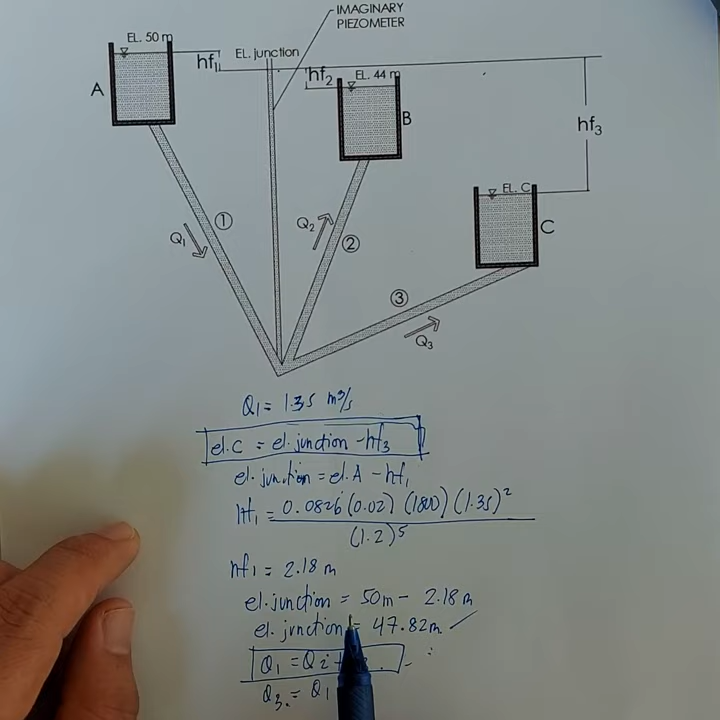 IMAGINARY
PIEZOMETER
EL. 50 m
hf₁
EL. junction
hf₂
EL. 44 m
A
B
hf₃
EL. C
C
①
Q₁
Q₂
②
③
Q₃
Q₁ = 1.35 m³/s
el. C = el. junction - hf₃
el. junction = el. A - hf₁
Hf₁ = 0.0826 (0.02) (1800) (1.35)²
(1.2)⁵
hf₁ = 2.18 m
el. junction = 50m - 2.18 m
el. junction = 47.82m ✓
Q₁ = Q₂ +
Q₃ = Q₁